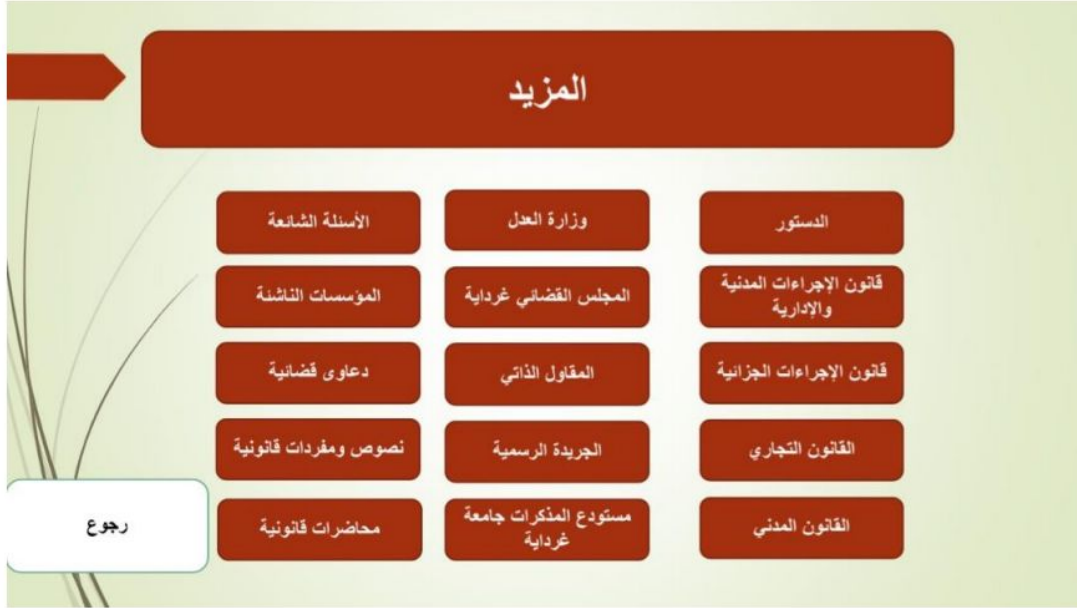 المزيد
الدستور
وزارة العدل
الأسئلة الشائعة
قانون الإجراءات المدنية
والإدارية
المجلس القضائي غرداية
المؤسسات الناشئة
قانون الإجراءات الجزائية
المقاول الذاتي
دعاوى قضائية
القانون التجاري
الجريدة الرسمية
نصوص ومفردات قانونية
القانون المدني
مستودع المذكرات جامعة
غرداية
محاضرات قانونية
رجوع